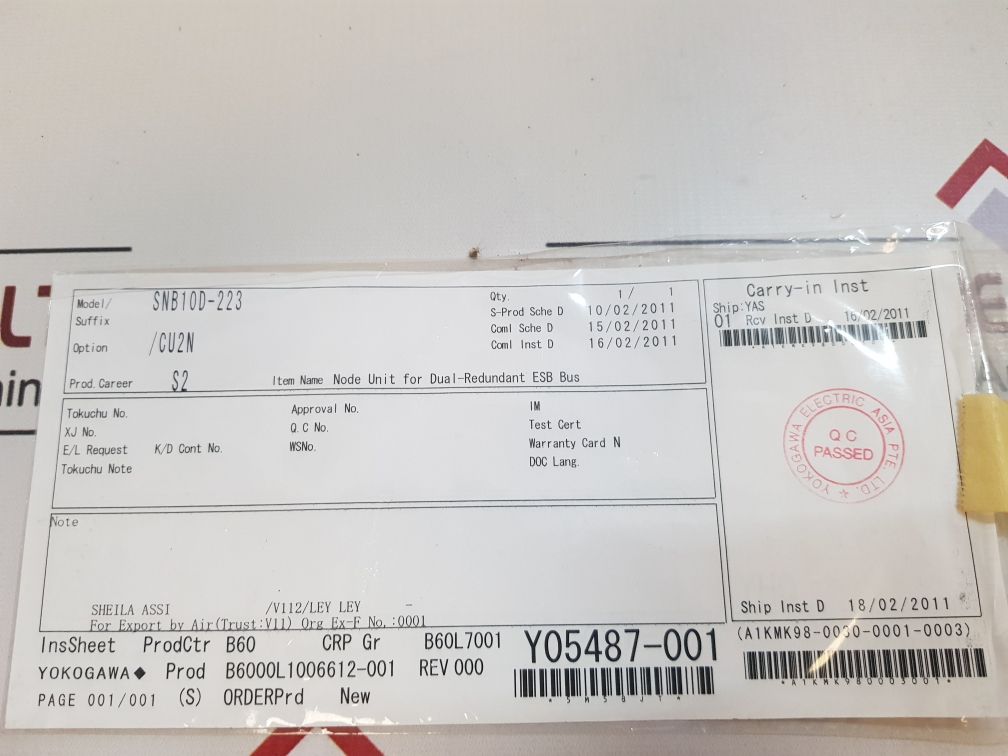 Model/ SNB10D-223
Suffix
Option /CU2N
Prod. Career S2
Item Name Node Unit for Dual-Redundant ESB Bus
Qty. 1/ 1
S-Prod Sche D 10/02/2011
Coml Sche D 15/02/2011
Coml Inst D 16/02/2011
Carry-in Inst
Ship:YAS
01 Rcv Inst D 16/02/2011
Tokuchu No. Approval No. IM
XJ No. Q.C No. Test Cert
E/L Request K/D Cont No. WSNo. Warranty Card N
Tokuchu Note DOC Lang.
YOKOGAWA ELECTRIC ASIA PTE. LTD.
QC
PASSED
Note
SHEILA ASSI /V112/LEY LEY -
For Export by Air(Trust:V11) Org Ex-F No.:0001
Ship Inst D 18/02/2011
(A1KMK98-0030-0001-0003)
*A1KMK980003001*
InsSheet ProdCtr B60 CRP Gr B60L7001 Y05487-001
YOKOGAWA◆ Prod B6000L1006612-001 REV 000
PAGE 001/001 (S) ORDERPrd New